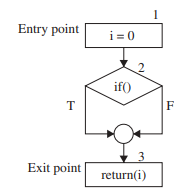 1
Entry point
i = 0
2
if()
T
F
3
Exit point
return(i)